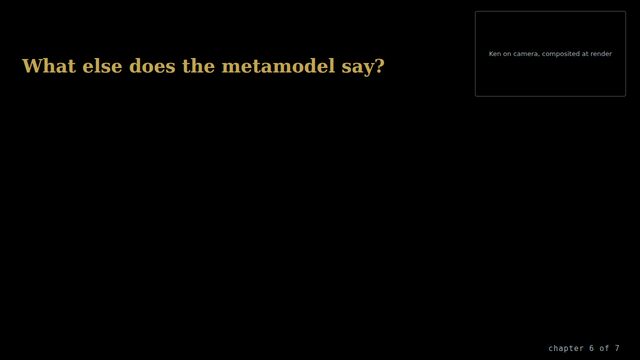 Ken on camera, composited at render
What else does the metamodel say?
chapter 6 of 7